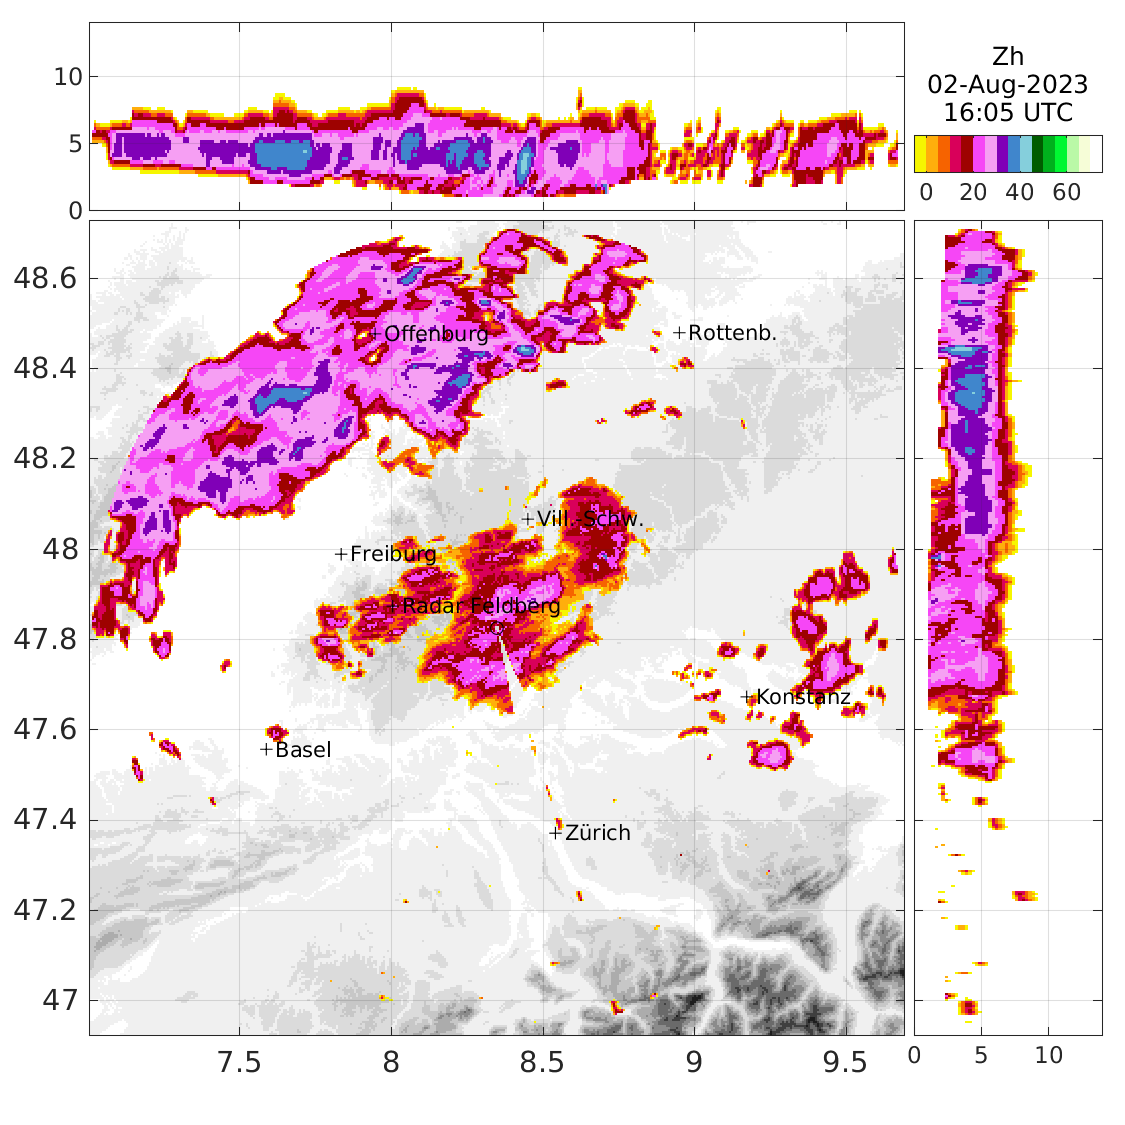 10
5
0
Zh
02-Aug-2023
16:05 UTC
0 20 40 60
48.6
48.4
48.2
48
47.8
47.6
47.4
47.2
47
Offenburg
Rottenb.
Vill.-Schw.
Freiburg
Radar Feldberg
Konstanz
Basel
Zürich
7.5 8 8.5 9 9.5
0 5 10